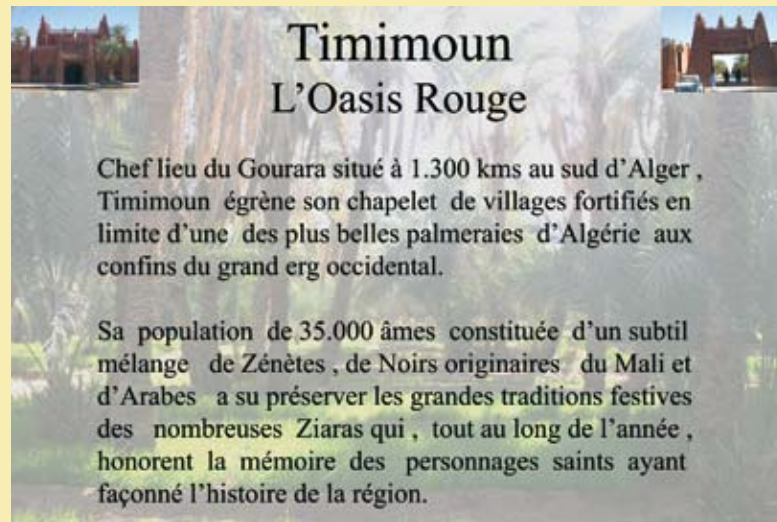 Timimoun
L'Oasis Rouge
Chef lieu du Gourara situé à 1.300 kms au sud d'Alger ,
Timimoun égrène son chapelet de villages fortifiés en
limite d'une des plus belles palmeraies d'Algérie aux
confins du grand erg occidental.
Sa population de 35.000 âmes constituée d'un subtil
mélange de Zénètes , de Noirs originaires du Mali et
d'Arabes a su préserver les grandes traditions festives
des nombreuses Ziaras qui , tout au long de l'année ,
honorent la mémoire des personnages saints ayant
façonné l'histoire de la région.